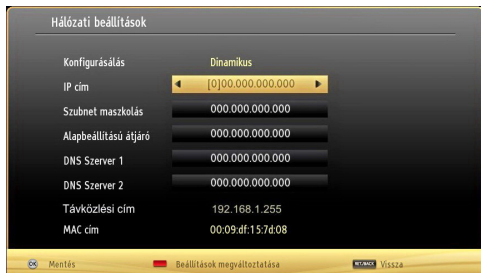 Hálózati beállítások
Konfigurásálás Dinamikus
IP cím [0]00.000.000.000
Szubnet maszkolás 000.000.000.000
Alapbeállítású átjáró 000.000.000.000
DNS Szerver 1 000.000.000.000
DNS Szerver 2 000.000.000.000
Távközlési cím 192.168.1.255
MAC cím 00:09:df:15:7d:08
OK Mentés Beállítások megváltoztatása RET./BACK Vissza